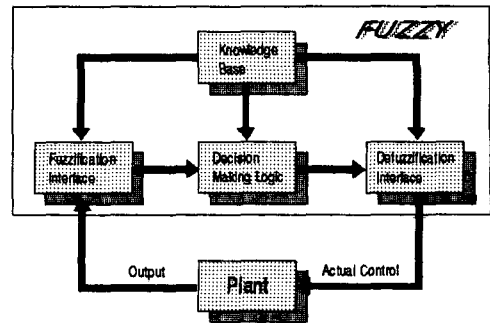 FUZZY
Knowledge
Base
Fuzzification
Interface
Decision
Making Logic
Defuzzification
Interface
Output
Plant
Actual Control